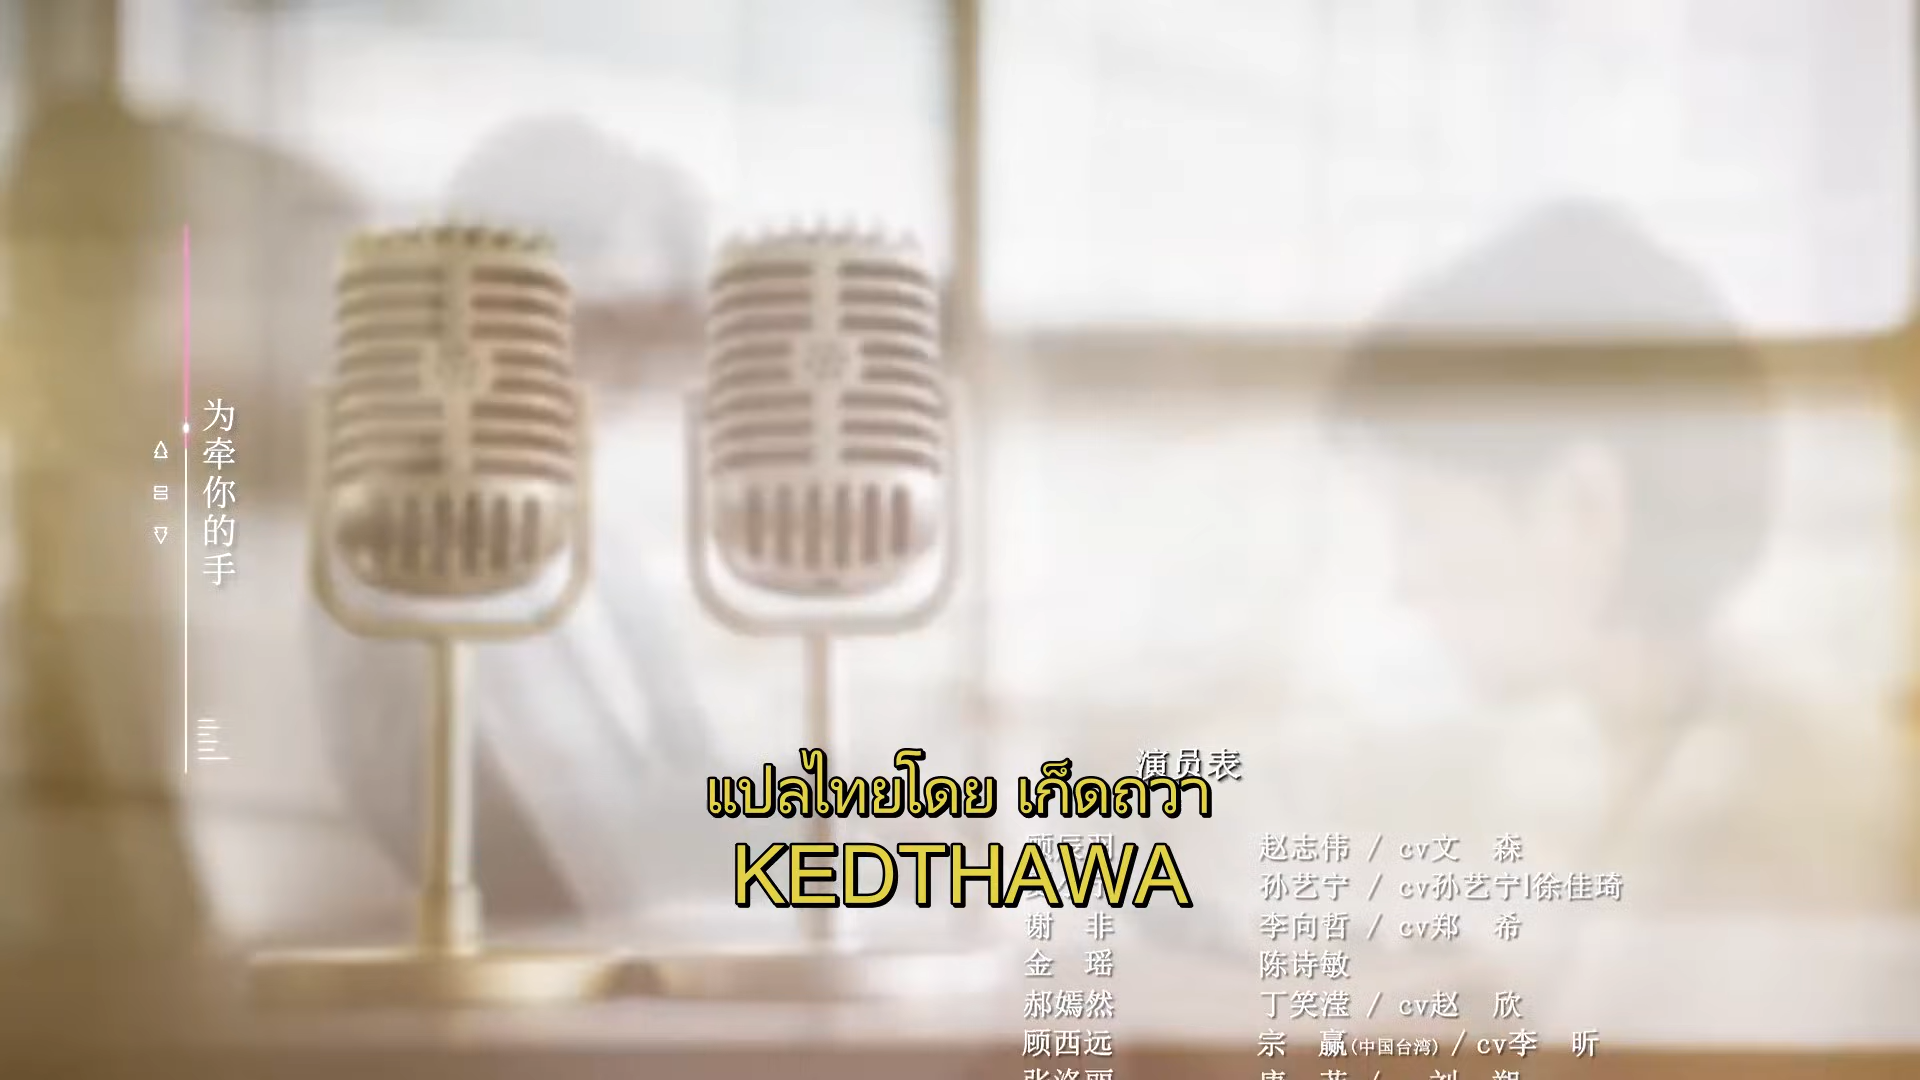 为牵你的手
演员表
แปลไทยโดย เก็ดถวา
KEDTHAWA
赵志伟 / cv文 森
孙艺宁 / cv孙艺宁|徐佳琦
谢 非 李向哲 / cv郑 希
金 瑶 陈诗敏
郝嫣然 丁笑滢 / cv赵 欣
顾西远 宗 赢(中国台湾) / cv李 昕